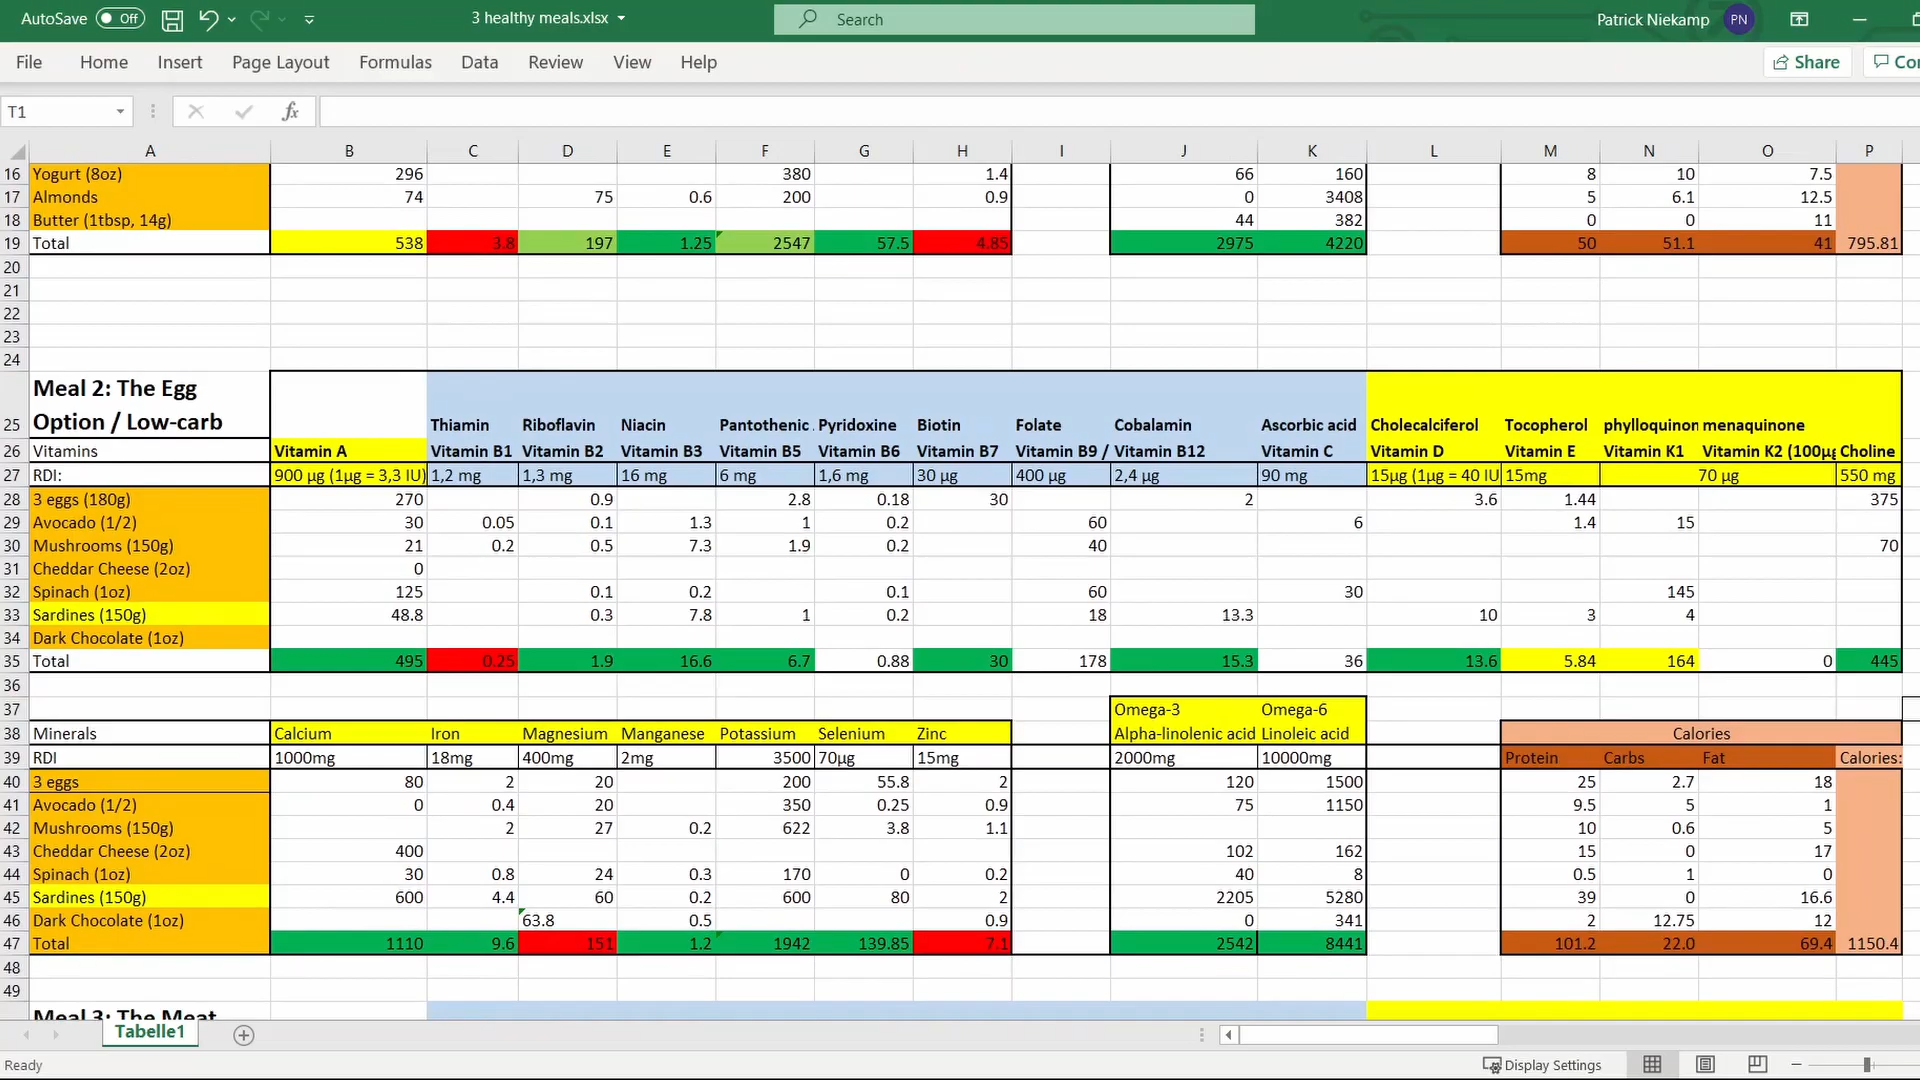 AutoSave Off 3 healthy meals.xlsx Search Patrick Niekamp PN
File Home Insert Page Layout Formulas Data Review View Help Share
T1 fx
A B C D E F G H I J K L M N O P
16 Yogurt (8oz) 296 380 1.4 66 160 8 10 7.5
17 Almonds 74 75 0.6 200 0.9 0 3408 5 6.1 12.5
18 Butter (1tbsp, 14g) 44 382 0 0 11
19 Total 538 3.8 197 1.25 2547 57.5 4.85 2975 4220 50 51.1 41 795.81
20
21
22
23
24
Meal 2: The Egg
25 Option / Low-carb Thiamin Riboflavin Niacin Pantothenic Pyridoxine Biotin Folate Cobalamin Ascorbic acid Cholecalciferol Tocopherol phylloquinon menaquinone
26 Vitamins Vitamin A Vitamin B1 Vitamin B2 Vitamin B3 Vitamin B5 Vitamin B6 Vitamin B7 Vitamin B9 / Vitamin B12 Vitamin C Vitamin D Vitamin E Vitamin K1 Vitamin K2 (100µg Choline
27 RDI: 900 µg (1µg = 3,3 IU) 1,2 mg 1,3 mg 16 mg 6 mg 1,6 mg 30 µg 400 µg 2,4 µg 90 mg 15µg (1µg = 40 IU 15mg 70 µg 550 mg
28 3 eggs (180g) 270 0.9 2.8 0.18 30 2 3.6 1.44 375
29 Avocado (1/2) 30 0.05 0.1 1.3 1 0.2 60 6 1.4 15
30 Mushrooms (150g) 21 0.2 0.5 7.3 1.9 0.2 40 70
31 Cheddar Cheese (2oz) 0
32 Spinach (1oz) 125 0.1 0.2 0.1 60 30 145
33 Sardines (150g) 48.8 0.3 7.8 1 0.2 18 13.3 10 3 4
34 Dark Chocolate (1oz)
35 Total 495 0.25 1.9 16.6 6.7 0.88 30 178 15.3 36 13.6 5.84 164 0 445
36
37 Omega-3 Omega-6
38 Minerals Calcium Iron Magnesium Manganese Potassium Selenium Zinc Alpha-linolenic acid Linoleic acid Calories
39 RDI 1000mg 18mg 400mg 2mg 3500 70µg 15mg 2000mg 10000mg Protein Carbs Fat Calories:
40 3 eggs 80 2 20 200 55.8 2 120 1500 25 2.7 18
41 Avocado (1/2) 0 0.4 20 350 0.25 0.9 75 1150 9.5 5 1
42 Mushrooms (150g) 2 27 0.2 622 3.8 1.1 10 0.6 5
43 Cheddar Cheese (2oz) 400 102 162 15 0 17
44 Spinach (1oz) 30 0.8 24 0.3 170 0 0.2 40 8 0.5 1 0
45 Sardines (150g) 600 4.4 60 0.2 600 80 2 2205 5280 39 0 16.6
46 Dark Chocolate (1oz) 63.8 0.5 0.9 0 341 2 12.75 12
47 Total 1110 9.6 151 1.2 1942 139.85 7.1 2542 8441 101.2 22.0 69.4 1150.4
48
49
Meal 3: The Meat
Tabelle1
Ready Display Settings